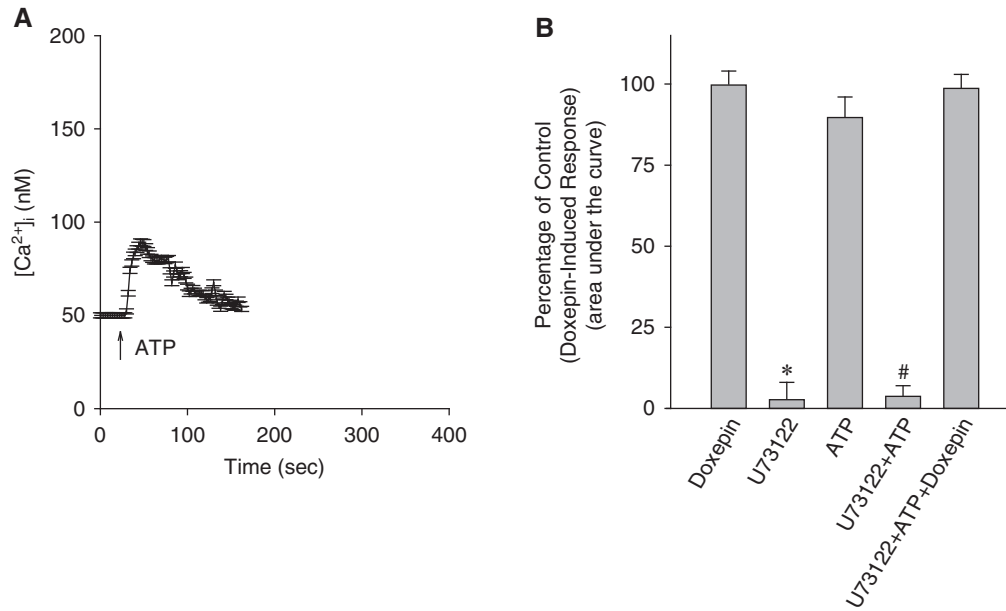 A
200
150
100
50
0
[Ca²⁺]ᵢ (nM)
ATP
0 100 200 300 400
Time (sec)
B
Percentage of Control
(Doxepin-Induced Response)
(area under the curve)
100
75
50
25
0
*
#
Doxepin
U73122
ATP
U73122+ATP
U73122+ATP+Doxepin